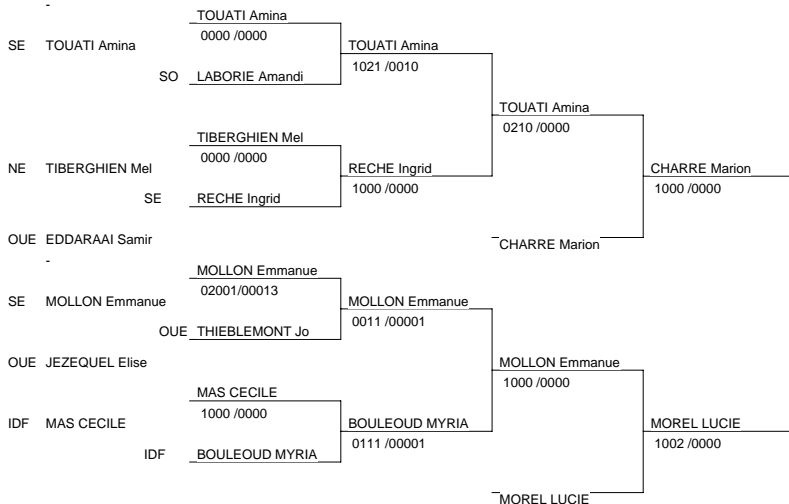 -
TOUATI Amina
0000 /0000
SE TOUATI Amina TOUATI Amina
1021 /0010
SO LABORIE Amandi
TOUATI Amina
0210 /0000
TIBERGHIEN Mel
0000 /0000
NE TIBERGHIEN Mel RECHE Ingrid CHARRE Marion
1000 /0000 1000 /0000
SE RECHE Ingrid
OUE EDDARAAI Samir CHARRE Marion
-
MOLLON Emmanue
02001/00013
SE MOLLON Emmanue MOLLON Emmanue
0011 /00001
OUE THIEBLEMONT Jo
OUE JEZEQUEL Elise MOLLON Emmanue
1000 /0000
MAS CECILE
1000 /0000
IDF MAS CECILE BOULEOUD MYRIA MOREL LUCIE
0111 /00001 1002 /0000
IDF BOULEOUD MYRIA
MOREL LUCIE